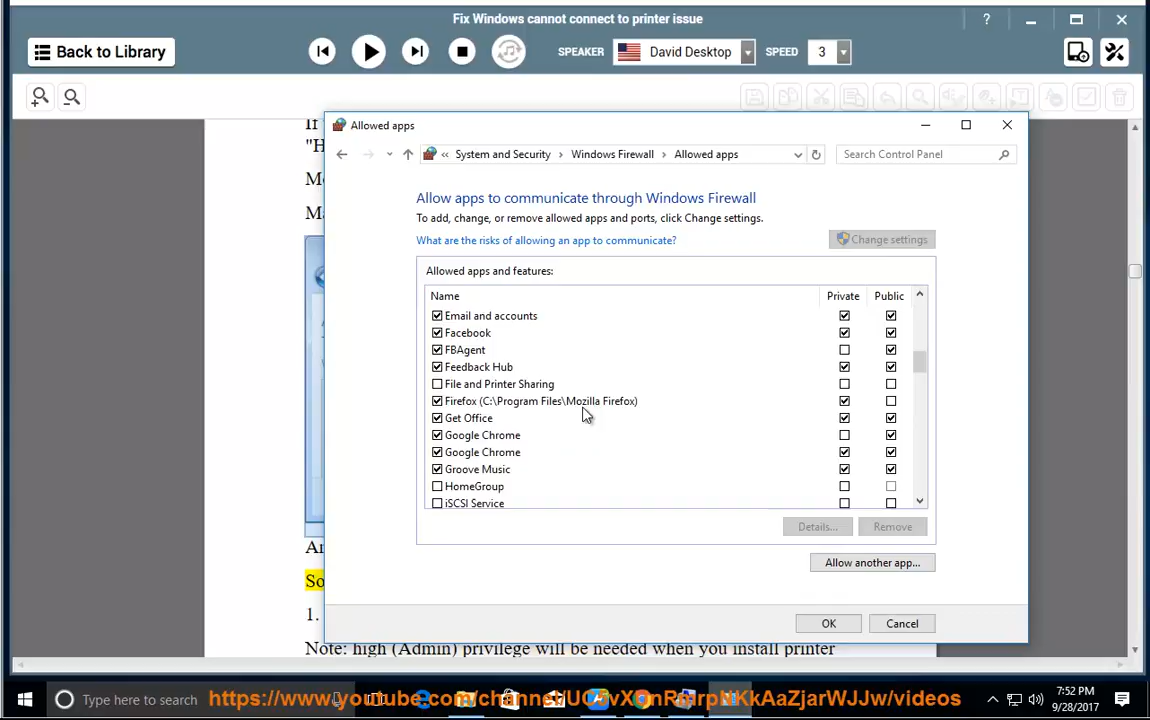 Fix Windows cannot connect to printer issue
Back to Library
SPEAKER David Desktop SPEED 3
If
"H
Allowed apps
« System and Security › Windows Firewall › Allowed apps
Search Control Panel
Allow apps to communicate through Windows Firewall
To add, change, or remove allowed apps and ports, click Change settings.
What are the risks of allowing an app to communicate?
Change settings
Allowed apps and features:
Name Private Public
Email and accounts
Facebook
FBAgent
Feedback Hub
File and Printer Sharing
Firefox (C:\Program Files\Mozilla Firefox)
Get Office
Google Chrome
Google Chrome
Groove Music
HomeGroup
iSCSI Service
Details... Remove
Allow another app...
OK Cancel
Mo
Ma
So
1.
Note: high (Admin) privilege will be needed when you install printer
Type here to search
7:52 PM
9/28/2017